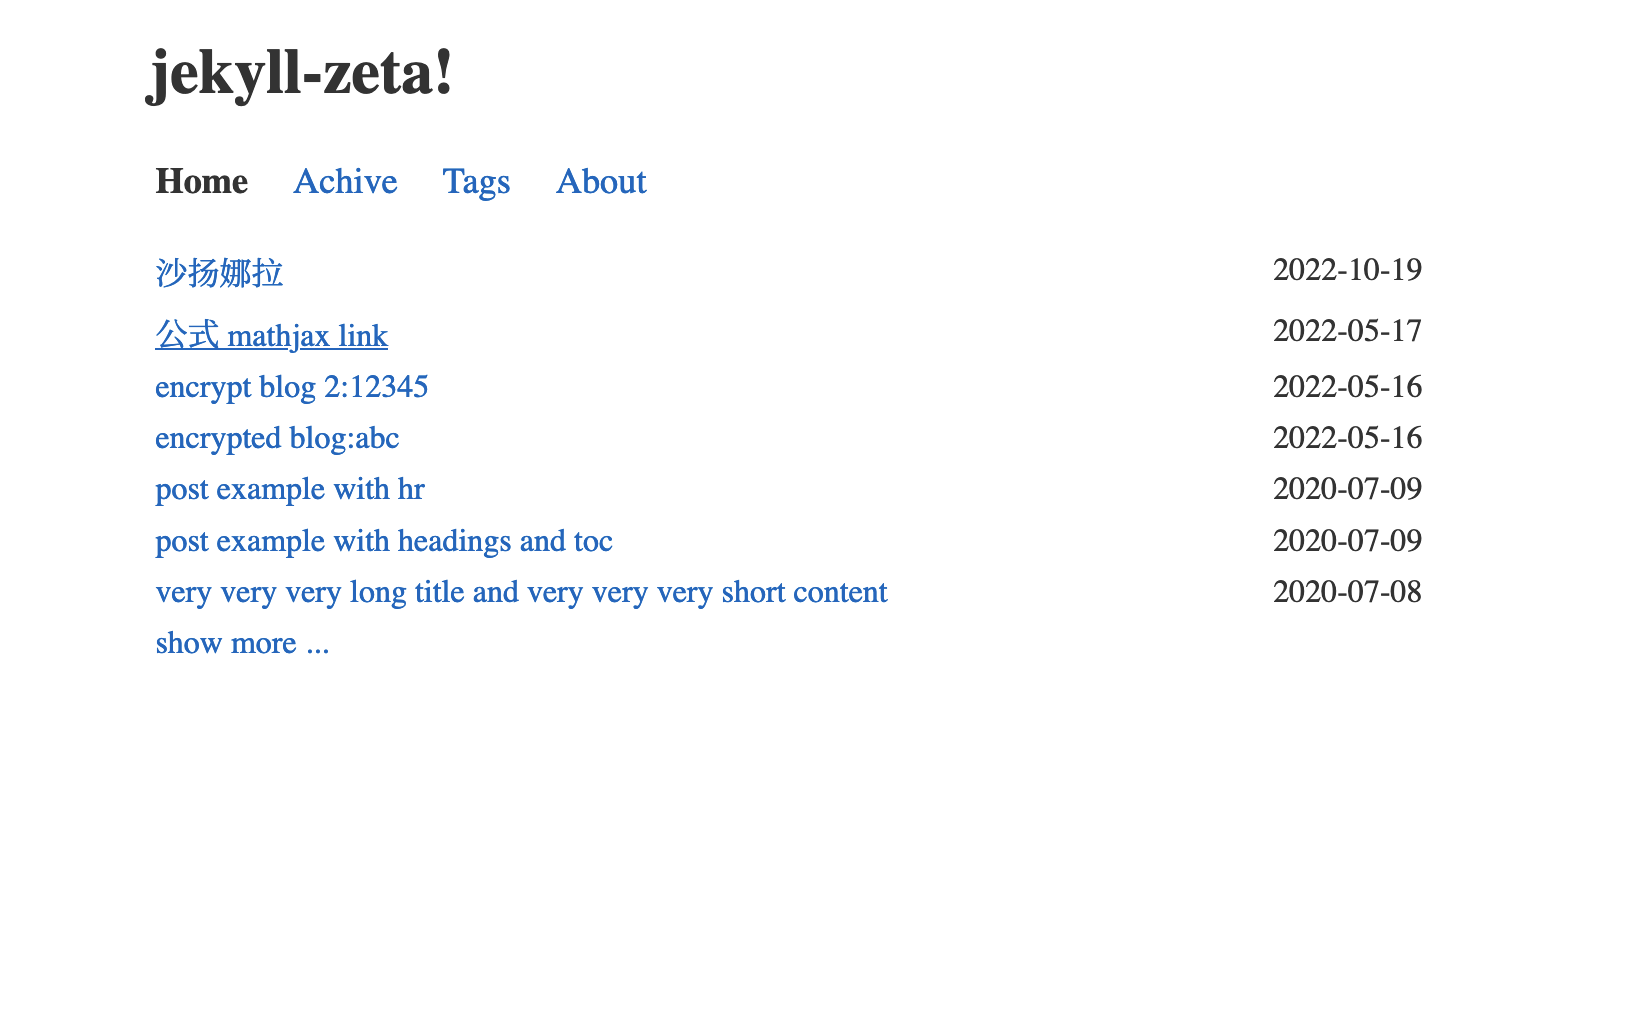 jekyll-zeta!
Home Achive Tags About
沙扬娜拉 2022-10-19
公式 mathjax link 2022-05-17
encrypt blog 2:12345 2022-05-16
encrypted blog:abc 2022-05-16
post example with hr 2020-07-09
post example with headings and toc 2020-07-09
very very very long title and very very very short content 2020-07-08
show more ...